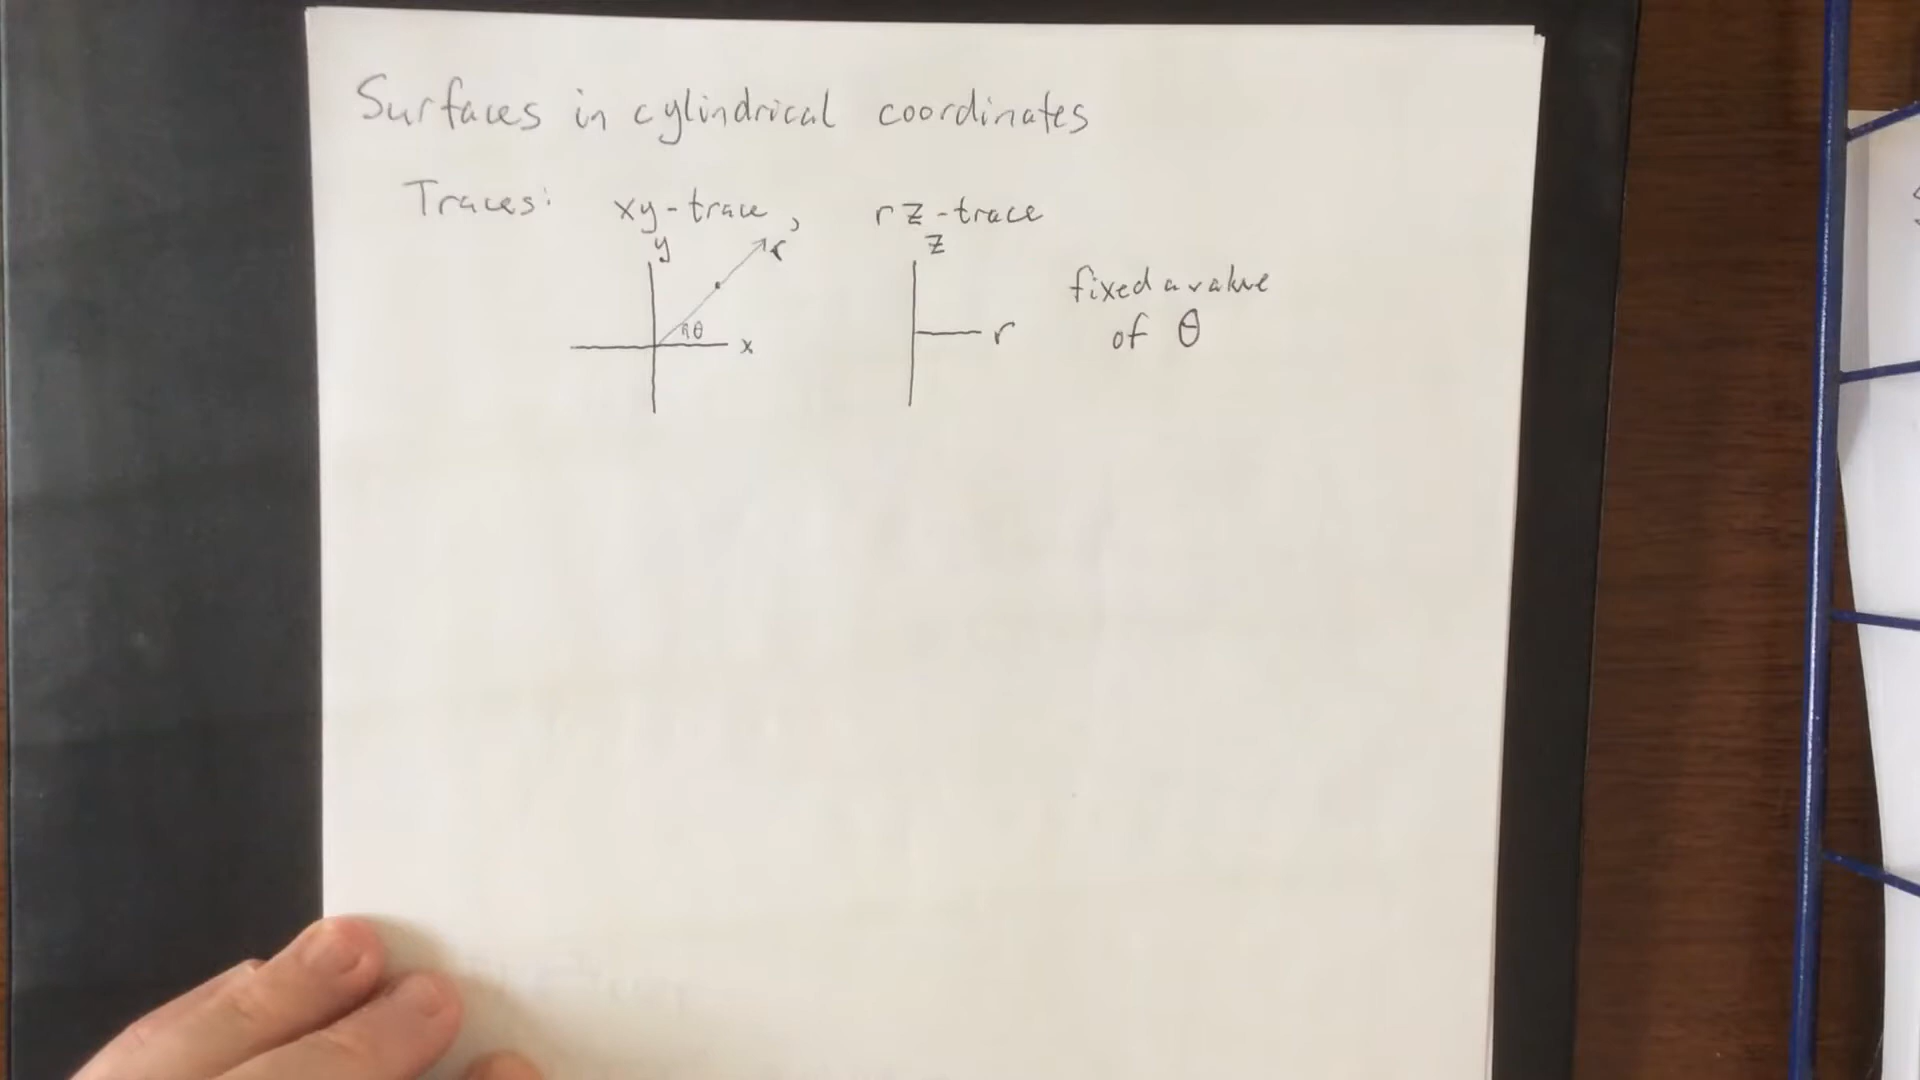 Surfaces in cylindrical coordinates
Traces: xy-trace, rz-trace
y r z
fixed a value
θ x r of θ